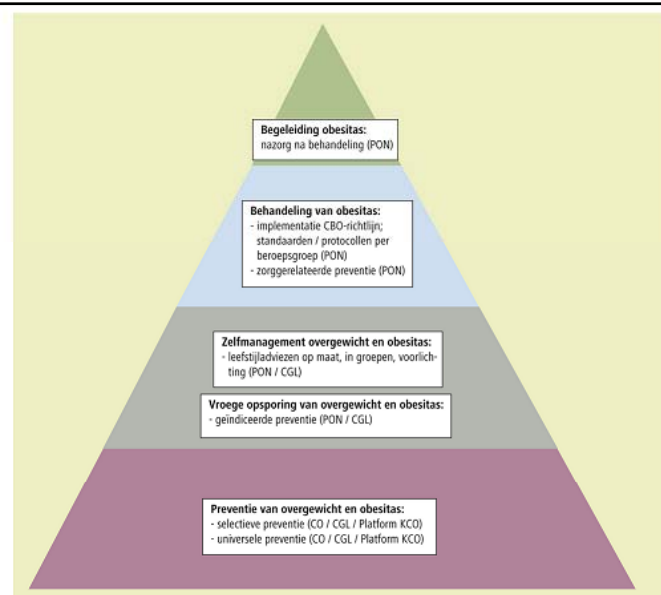 Begeleiding obesitas:
nazorg na behandeling (PON)
Behandeling van obesitas:
- implementatie CBO-richtlijn;
standaarden / protocollen per
beroepsgroep (PON)
- zorggerelateerde preventie (PON)
Zelfmanagement overgewicht en obesitas:
- leefstijladviezen op maat, in groepen, voorlich-
ting (PON / CGL)
Vroege opsporing van overgewicht en obesitas:
- geïndiceerde preventie (PON / CGL)
Preventie van overgewicht en obesitas:
- selectieve preventie (CO / CGL / Platform KCO)
- universele preventie (CO / CGL / Platform KCO)